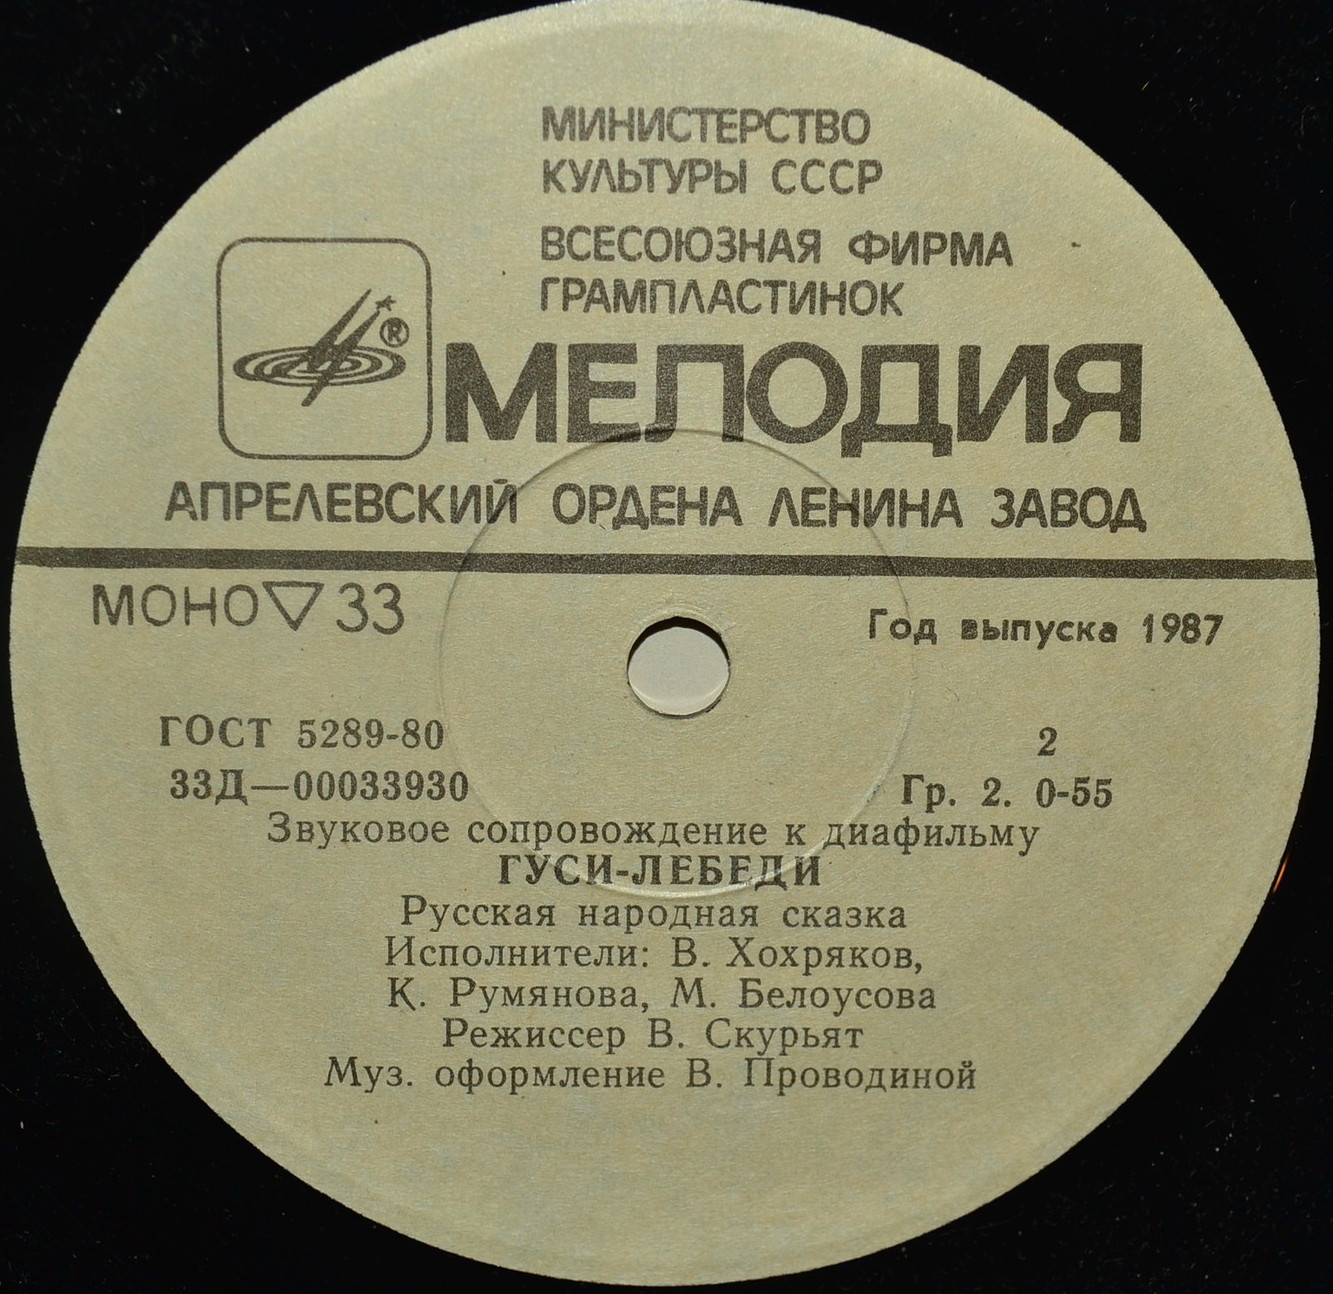 МИНИСТЕРСТВО
КУЛЬТУРЫ СССР
ВСЕСОЮЗНАЯ ФИРМА
ГРАМПЛАСТИНОК
®
МЕЛОДИЯ
АПРЕЛЕВСКИЙ ОРДЕНА ЛЕНИНА ЗАВОД
МОНО ▽ 33
Год выпуска 1987
ГОСТ 5289-80
2
33Д—00033930
Гр. 2. 0-55
Звуковое сопровождение к диафильму
ГУСИ-ЛЕБЕДИ
Русская народная сказка
Исполнители: В. Хохряков,
К. Румянова, М. Белоусова
Режиссер В. Скурьят
Муз. оформление В. Проводиной